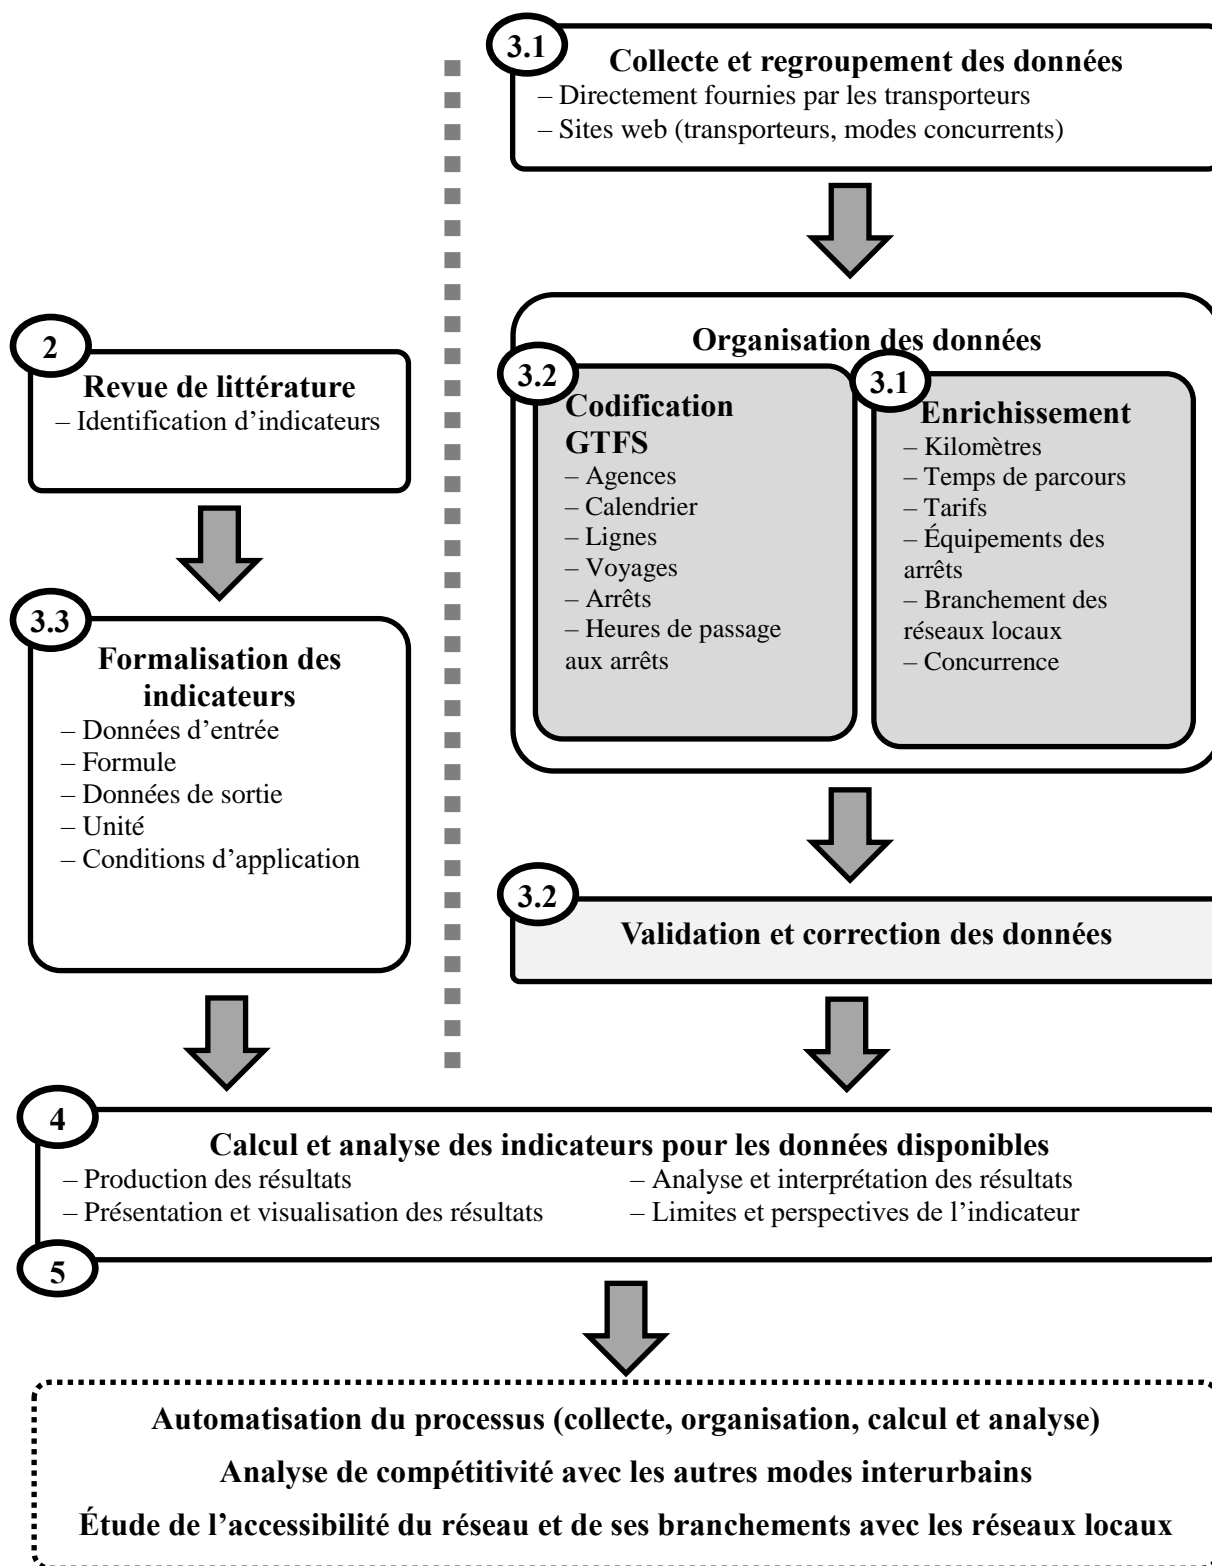 3.1
Collecte et regroupement des données
– Directement fournies par les transporteurs
– Sites web (transporteurs, modes concurrents)
Organisation des données
3.2
Codification
GTFS
– Agences
– Calendrier
– Lignes
– Voyages
– Arrêts
– Heures de passage
aux arrêts
3.1
Enrichissement
– Kilomètres
– Temps de parcours
– Tarifs
– Équipements des
arrêts
– Branchement des
réseaux locaux
– Concurrence
3.2
Validation et correction des données
2
Revue de littérature
– Identification d’indicateurs
3.3
Formalisation des
indicateurs
– Données d’entrée
– Formule
– Données de sortie
– Unité
– Conditions d’application
4
Calcul et analyse des indicateurs pour les données disponibles
– Production des résultats
– Présentation et visualisation des résultats
– Analyse et interprétation des résultats
– Limites et perspectives de l’indicateur
5
Automatisation du processus (collecte, organisation, calcul et analyse)
Analyse de compétitivité avec les autres modes interurbains
Étude de l’accessibilité du réseau et de ses branchements avec les réseaux locaux